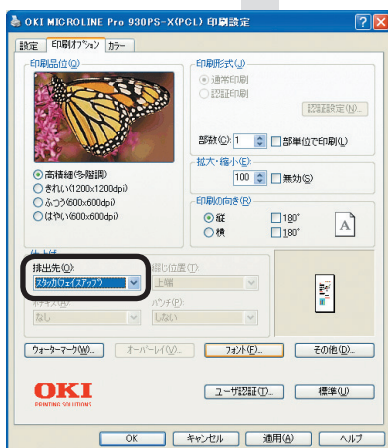 OKI MICROLINE Pro 930PS-X(PCL) 印刷設定
設定 印刷オプション カラー
印刷品位(Q)
高精細(多階調)
きれい(1200x1200dpi)
ふつう(600x600dpi)
はやい(600x600dpi)
印刷形式(J)
通常印刷
認証印刷
認証設定(N)...
部数(C): 1 部単位で印刷(L)
拡大・縮小(E):
100 % 無効(S)
印刷の向き(R)
縦 180°
横 180°
A
仕上げ
排出先(O):
スタッカ(フェイスアップ)
綴じ位置(T):
上端
パンチ(P):
なし
しない
ウォーターマーク(W)...
オーバーレイ(V)...
フォント(F)...
その他(D)...
OKI
PRINTING SOLUTIONS
ユーザ認証(T)...
標準(U)
OK
キャンセル
適用(A)
ヘルプ